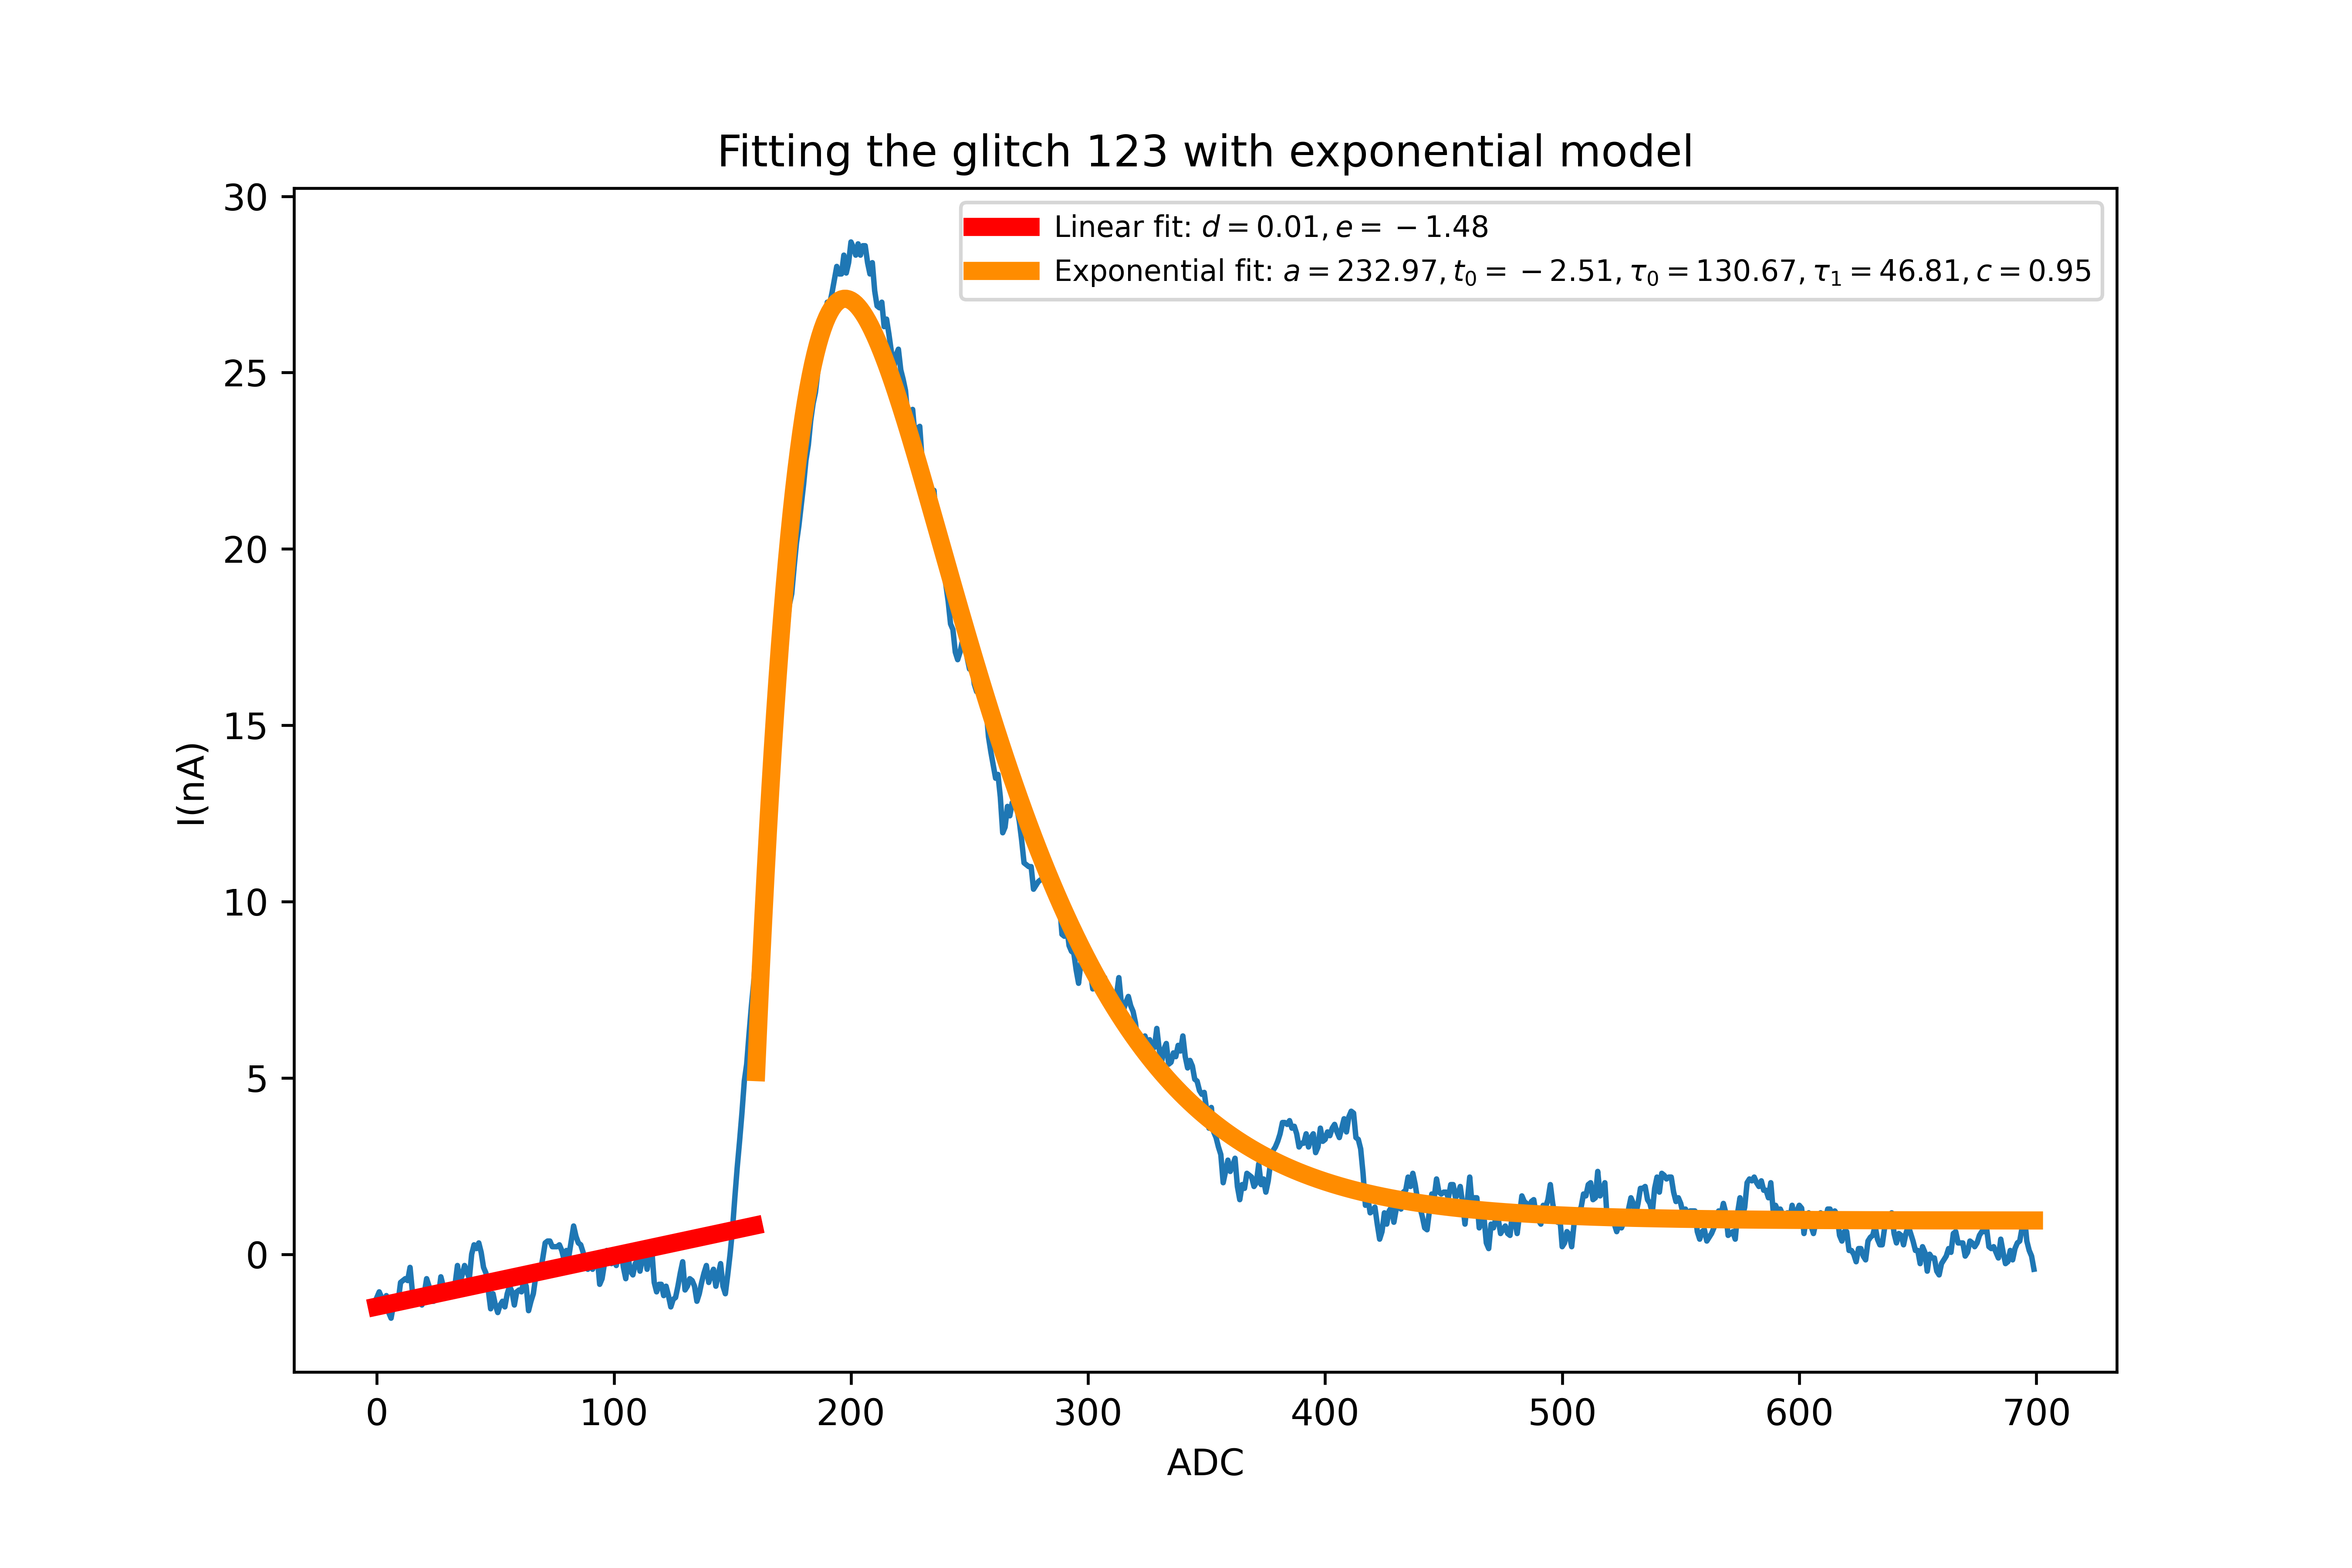 Fitting the glitch 123 with exponential model
30
25
20
15
10
5
0
I(nA)
Linear fit: d = 0.01, e = −1.48
Exponential fit: a = 232.97, t₀ = −2.51, τ₀ = 130.67, τ₁ = 46.81, c = 0.95
0 100 200 300 400 500 600 700
ADC